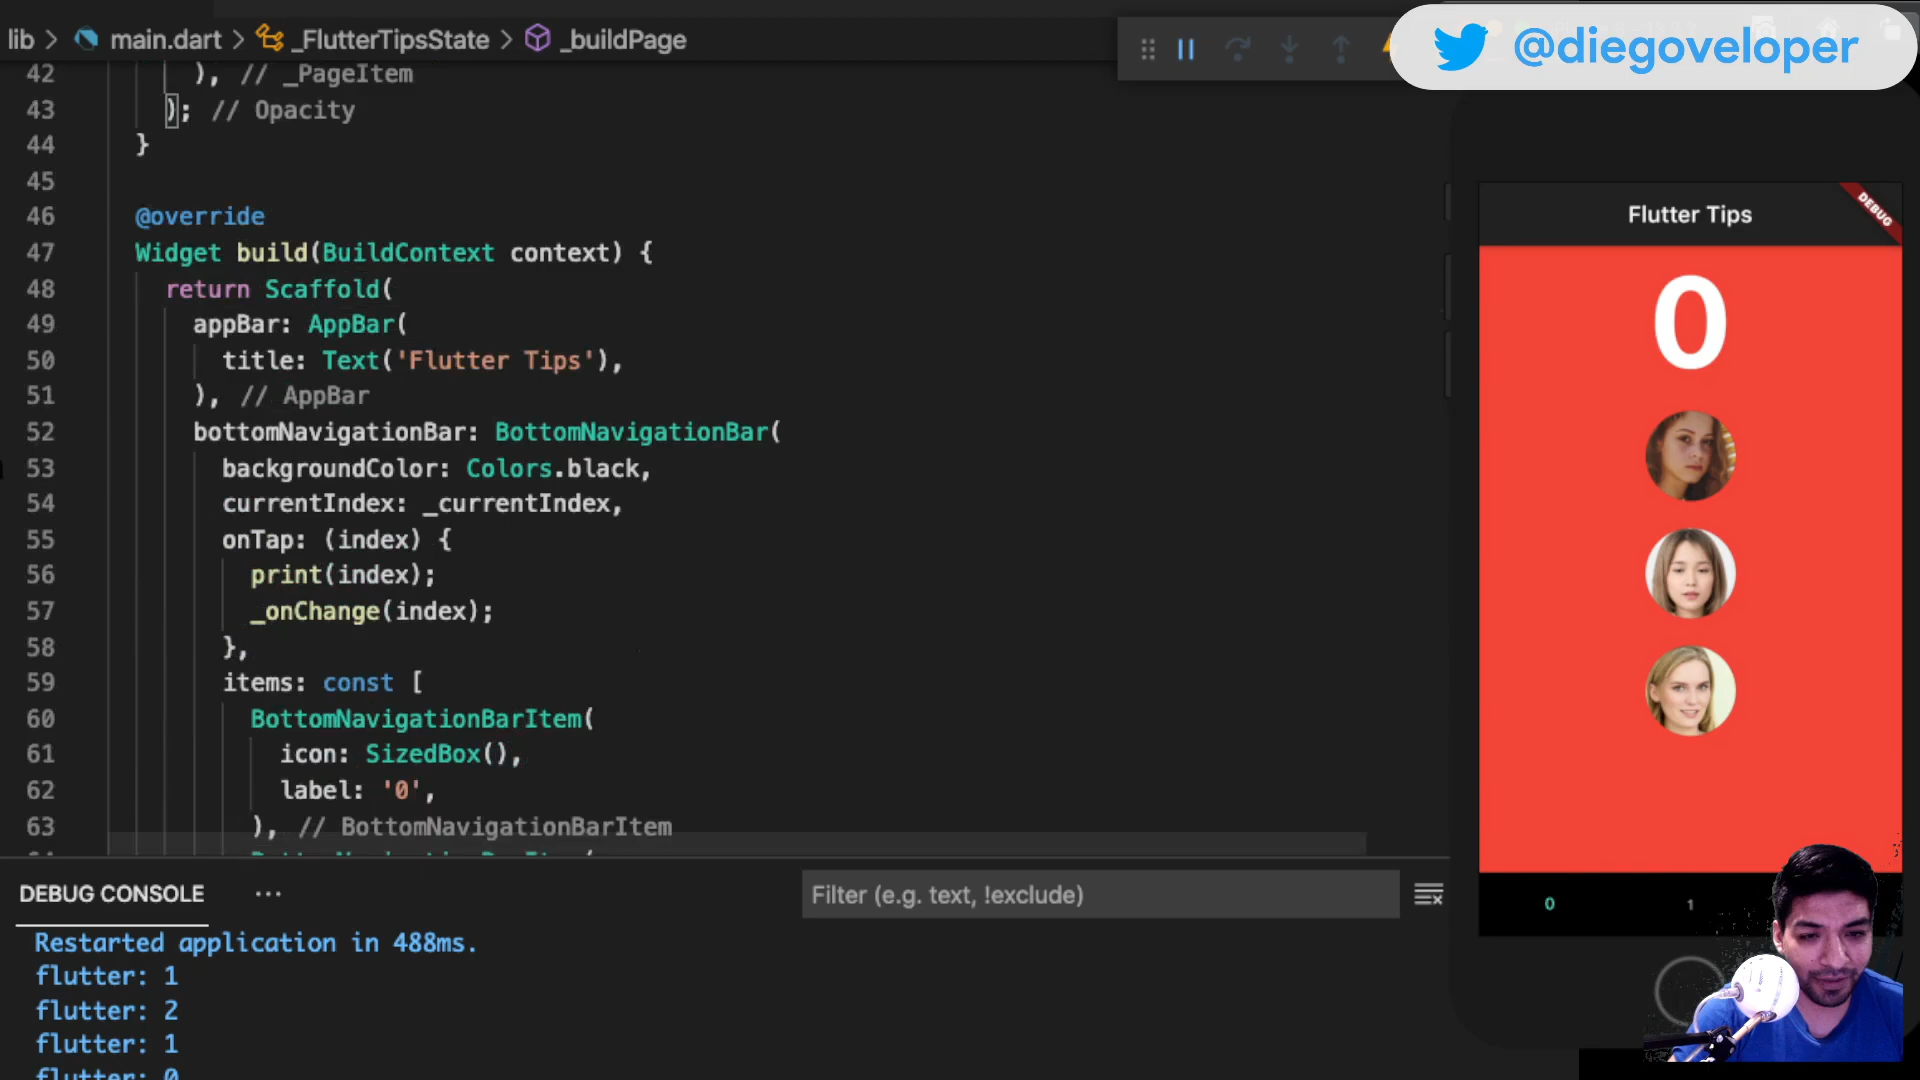 lib > main.dart > _FlutterTipsState > _buildPage
@diegoveloper
42 ), // _PageItem
43 ); // Opacity
44 }
45
46 @override
47 Widget build(BuildContext context) {
48 return Scaffold(
49 appBar: AppBar(
50 title: Text('Flutter Tips'),
51 ), // AppBar
52 bottomNavigationBar: BottomNavigationBar(
53 backgroundColor: Colors.black,
54 currentIndex: _currentIndex,
55 onTap: (index) {
56 print(index);
57 _onChange(index);
58 },
59 items: const [
60 BottomNavigationBarItem(
61 icon: SizedBox(),
62 label: '0',
63 ), // BottomNavigationBarItem
DEBUG CONSOLE ...
Filter (e.g. text, !exclude)
Restarted application in 488ms.
flutter: 1
flutter: 2
flutter: 1
flutter: 0
Flutter Tips
DEBUG
0
0 1